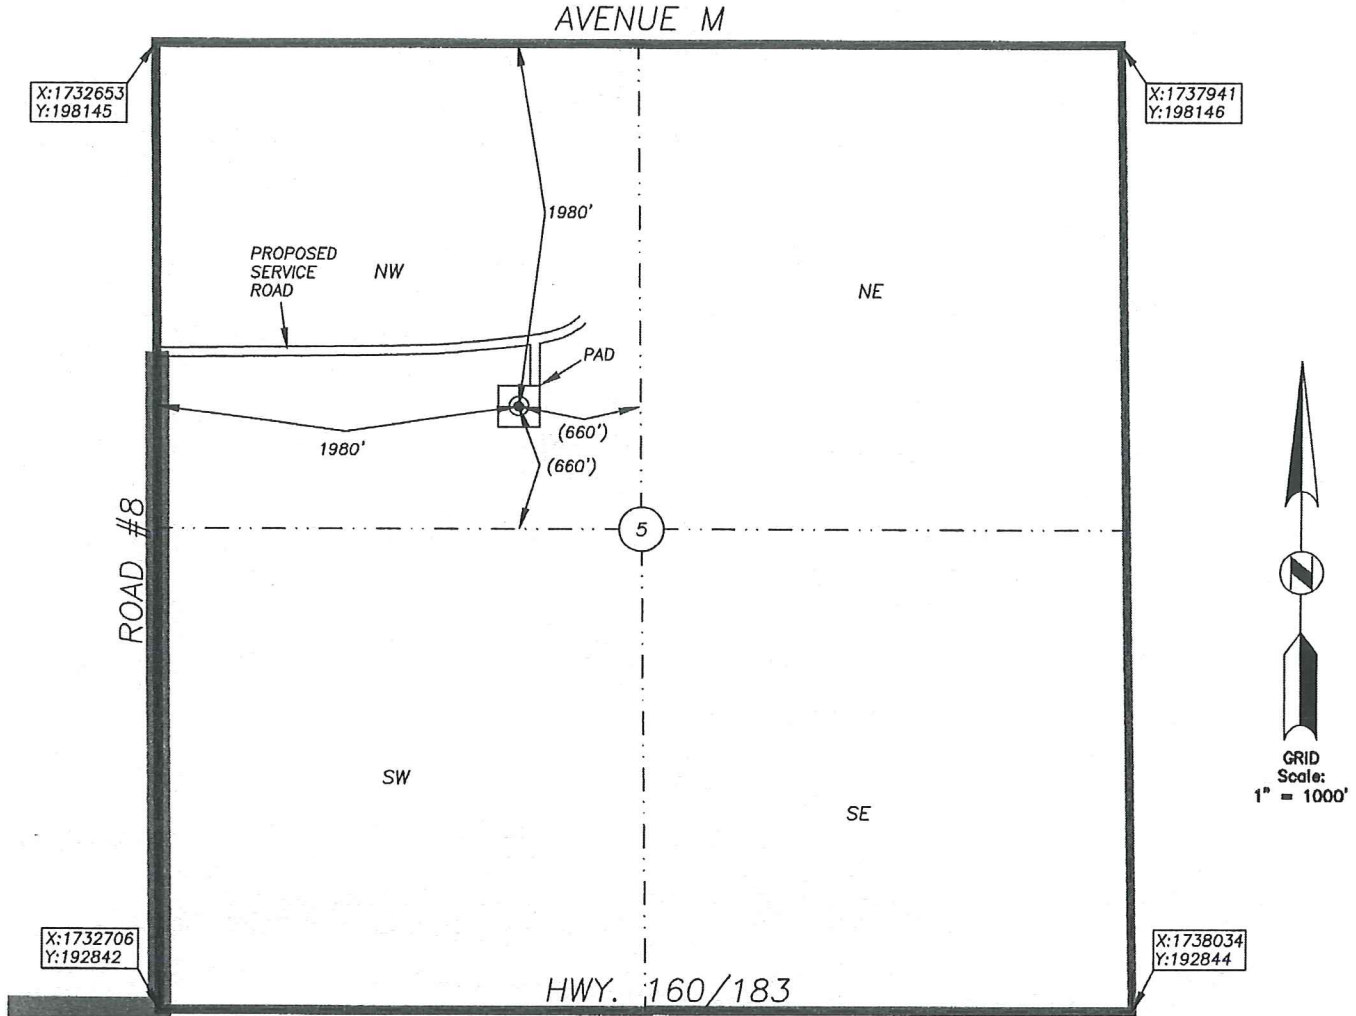 AVENUE M
X:1732653
Y:198145
X:1737941
Y:198146
1980'
PROPOSED
SERVICE
ROAD
NW
NE
PAD
1980'
(660')
(660')
ROAD #8
5
N
GRID
Scale:
1" = 1000'
SW
SE
X:1732706
Y:192842
X:1738034
Y:192844
HWY. 160/183